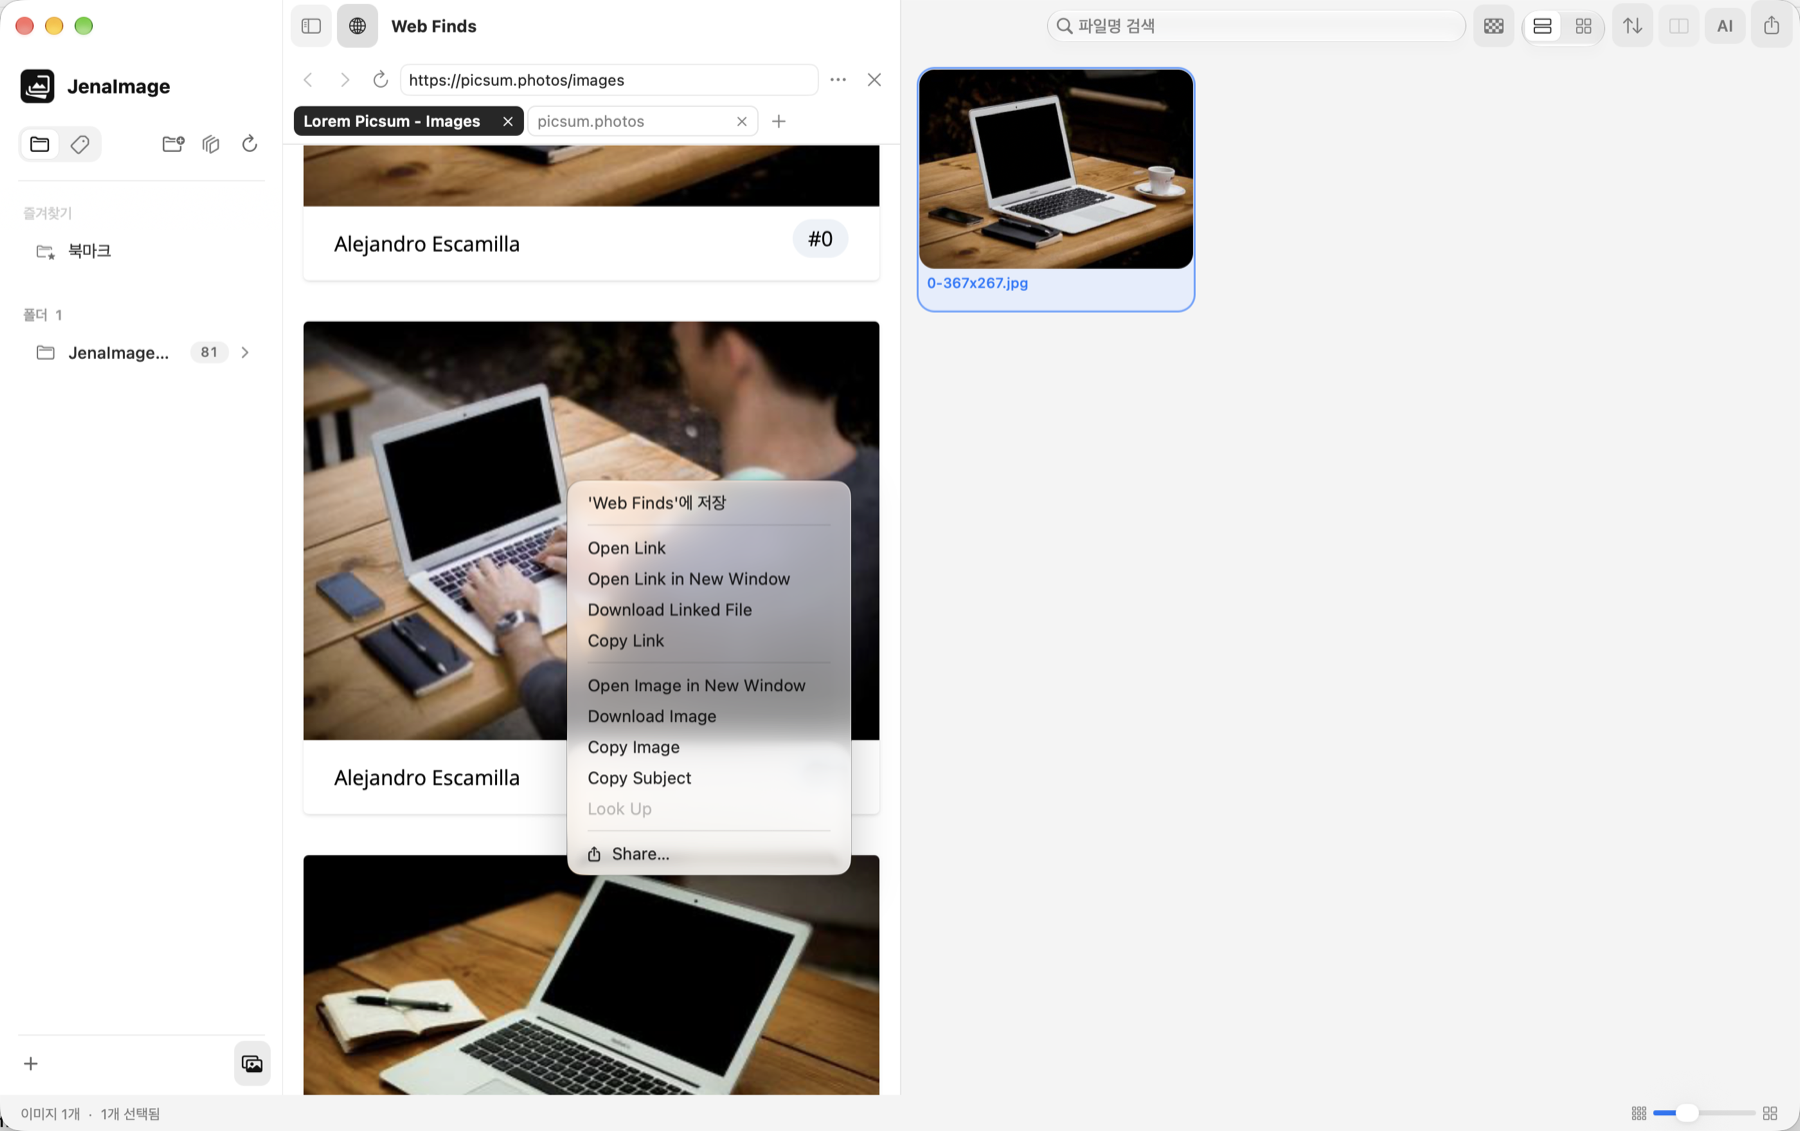 Web Finds
파일명 검색
AI
JenaImage
https://picsum.photos/images
Lorem Picsum - Images
picsum.photos
즐겨찾기
북마크
폴더 1
JenaImage... 81
Alejandro Escamilla
#0
0-367x267.jpg
'Web Finds'에 저장
Open Link
Open Link in New Window
Download Linked File
Copy Link
Open Image in New Window
Download Image
Copy Image
Copy Subject
Look Up
Share...
Alejandro Escamilla
이미지 1개 · 1개 선택됨